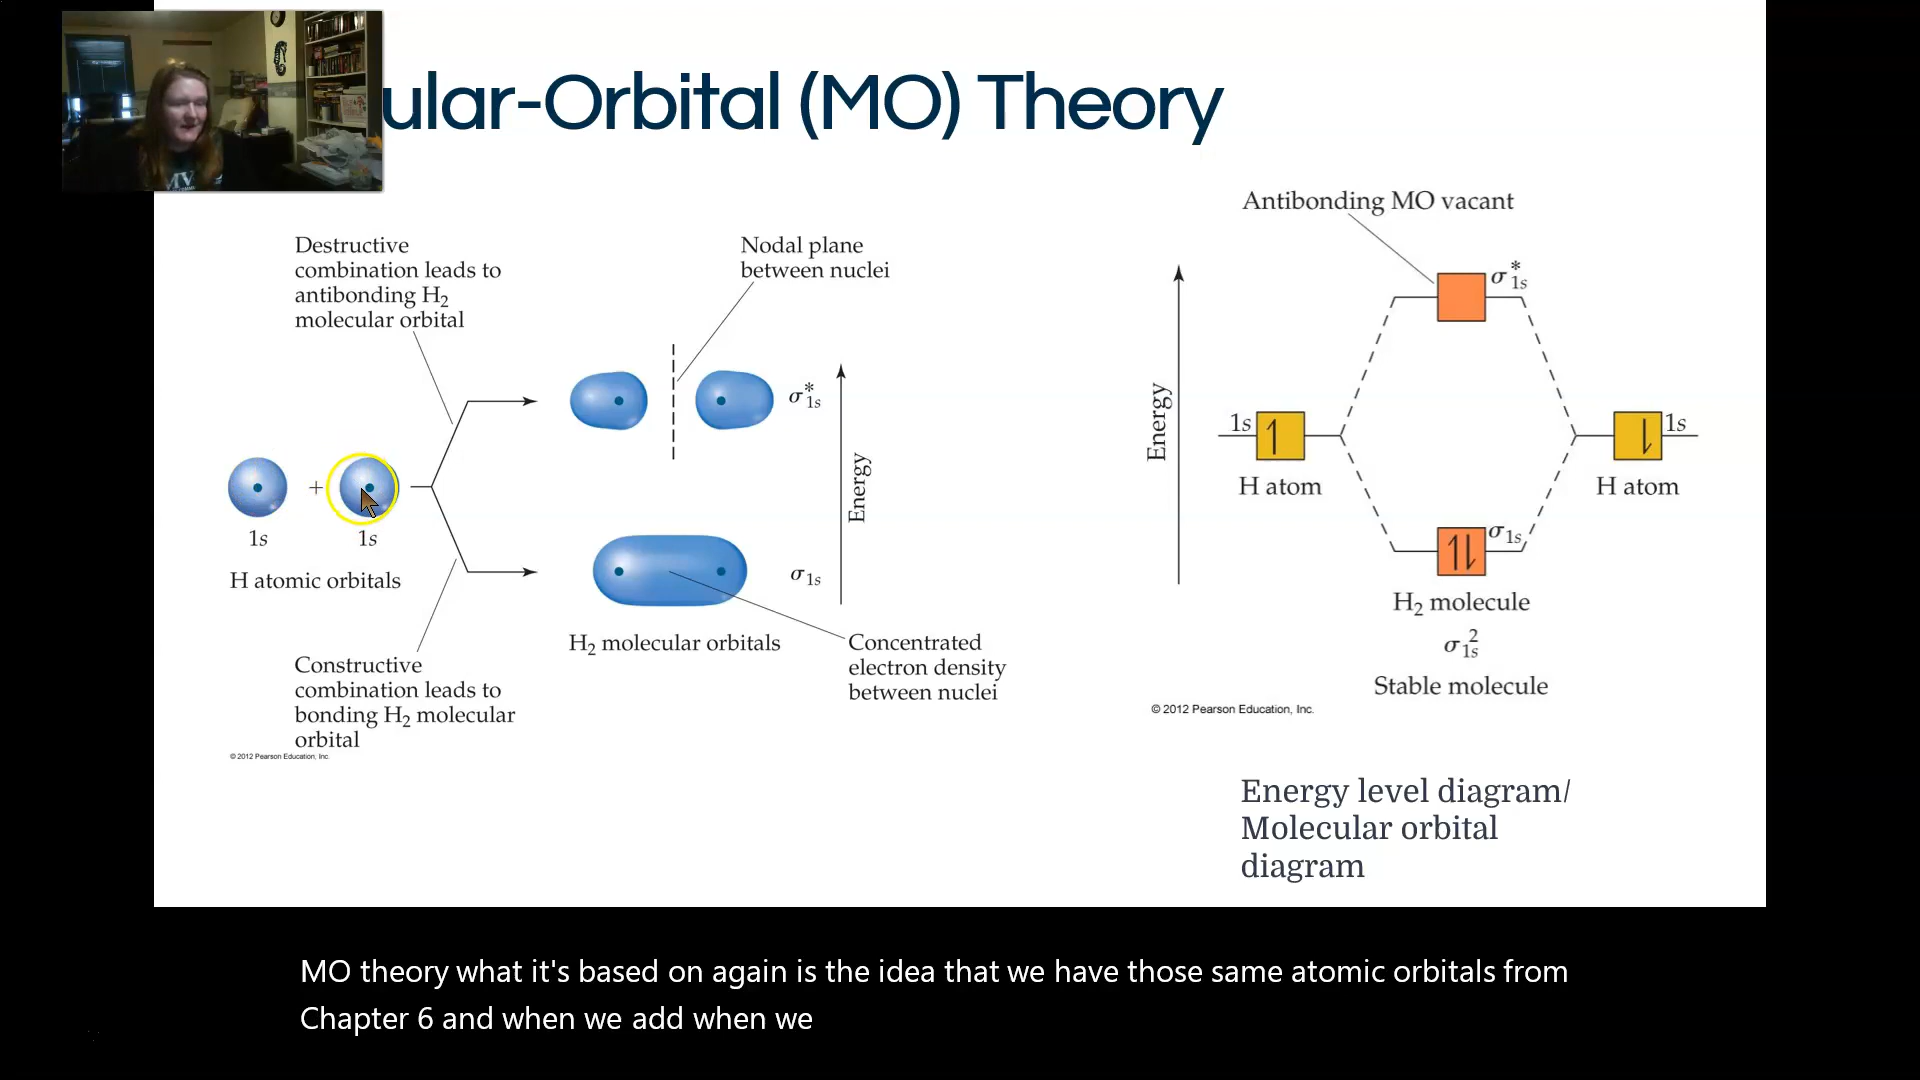 ular-Orbital (MO) Theory
Destructive
combination leads to
antibonding H₂
molecular orbital
Nodal plane
between nuclei
σ*₁s
Energy
+
1s
1s
H atomic orbitals
σ₁s
H₂ molecular orbitals
Concentrated
electron density
between nuclei
Constructive
combination leads to
bonding H₂ molecular
orbital
© 2012 Pearson Education, Inc.
Antibonding MO vacant
σ*₁s
Energy
1s
↿
H atom
⇂
1s
H atom
σ₁s
↿⇂
H₂ molecule
σ₁s²
Stable molecule
© 2012 Pearson Education, Inc.
Energy level diagram/
Molecular orbital
diagram
MO theory what it's based on again is the idea that we have those same atomic orbitals from
Chapter 6 and when we add when we